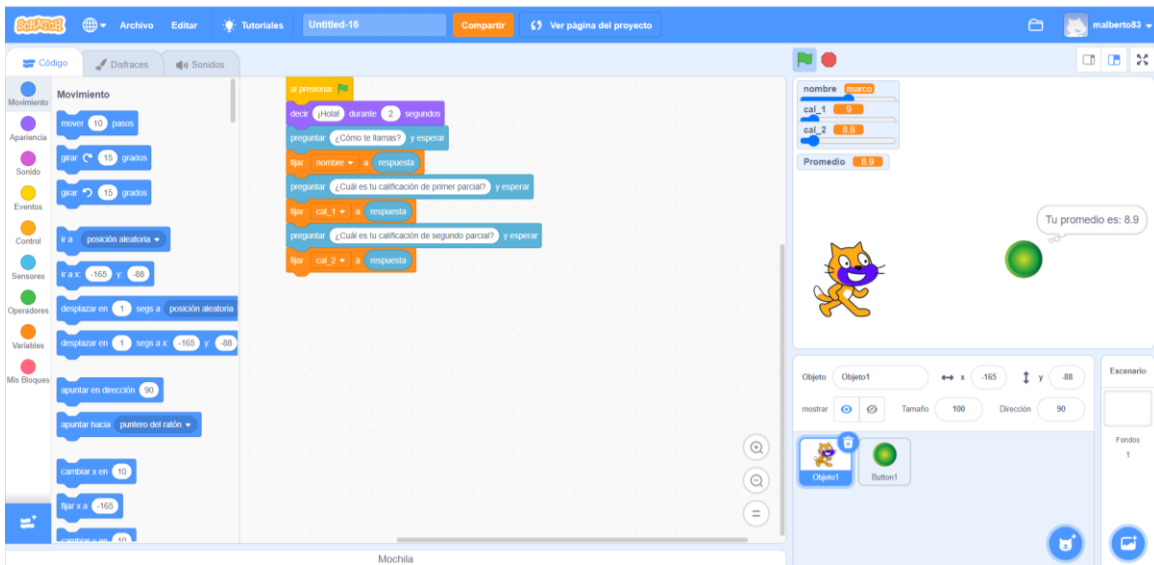 SCRATCH Archivo Editar Tutoriales Untitled-16 Compartir Ver página del proyecto malberto83
Código Disfraces Sonidos
Movimiento
Apariencia
Sonido
Eventos
Control
Sensores
Operadores
Variables
Mis Bloques
Movimiento
mover 10 pasos
girar 15 grados
girar 15 grados
ir a posición aleatoria
ir a x: -165 y: -88
deslizar en 1 segs a posición aleatoria
deslizar en 1 segs a x: -165 y: -88
apuntar en dirección 90
apuntar hacia puntero del ratón
cambiar x en 10
fijar x a -165
cambiar y en 10
al presionar
decir ¡Hola! durante 2 segundos
preguntar ¿Cómo te llamas? y esperar
fijar nombre a respuesta
preguntar ¿Cuál es tu calificación de primer parcial? y esperar
fijar cal_1 a respuesta
preguntar ¿Cuál es tu calificación de segundo parcial? y esperar
fijar cal_2 a respuesta
Mochila
nombre marco
cal_1 9
cal_2 8.8
Promedio 8.9
Tu promedio es: 8.9
Objeto Objeto1 x -165 y -88
mostrar Tamaño 100 Dirección 90
Objeto1
Button1
Escenario
Fondos
1